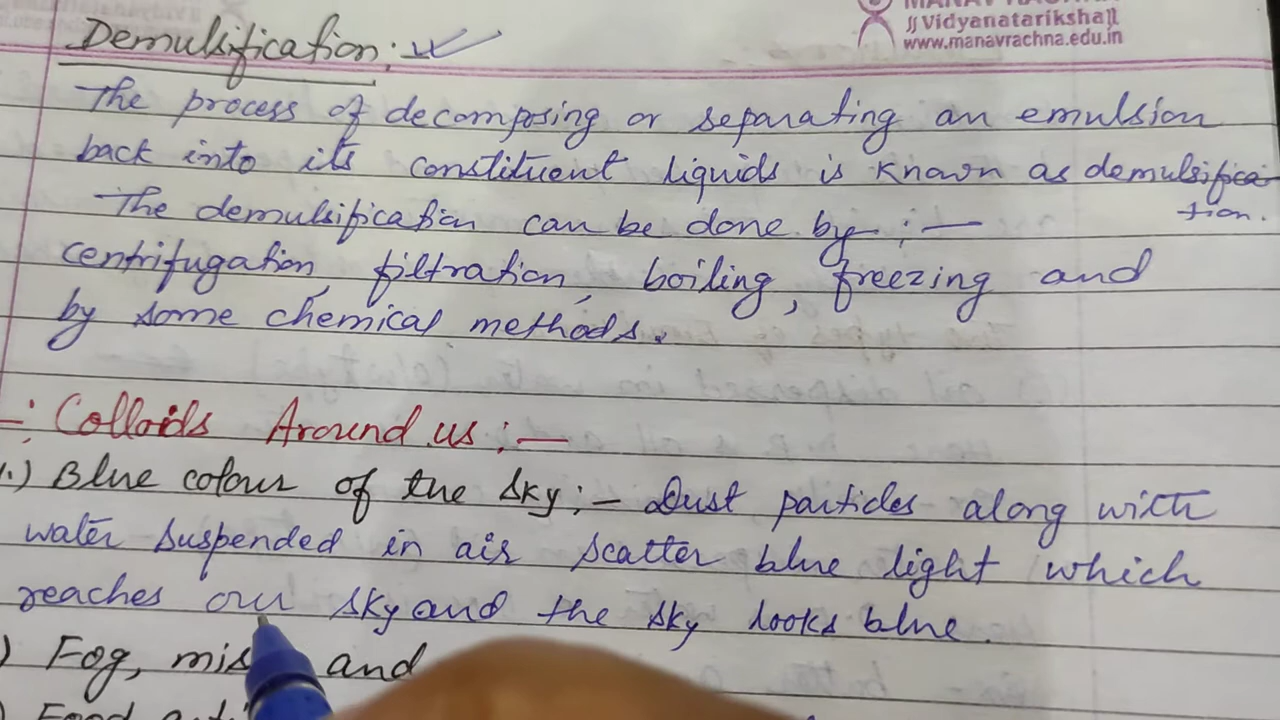 ।। Vidyanatariksha ।।
www.manavrachna.edu.in
Demulsification :-
The process of decomposing or separating an emulsion
back into its constituent liquids is known as demulsifica-
tion.
The demulsification can be done by :-
centrifugation, filtration, boiling, freezing and
by some chemical methods.
-: Colloids Around us :-
1.) Blue colour of the sky :- Dust particles along with
water suspended in air scatter blue light which
reaches our sky and the sky looks blue.
) Fog, mis and
) Food